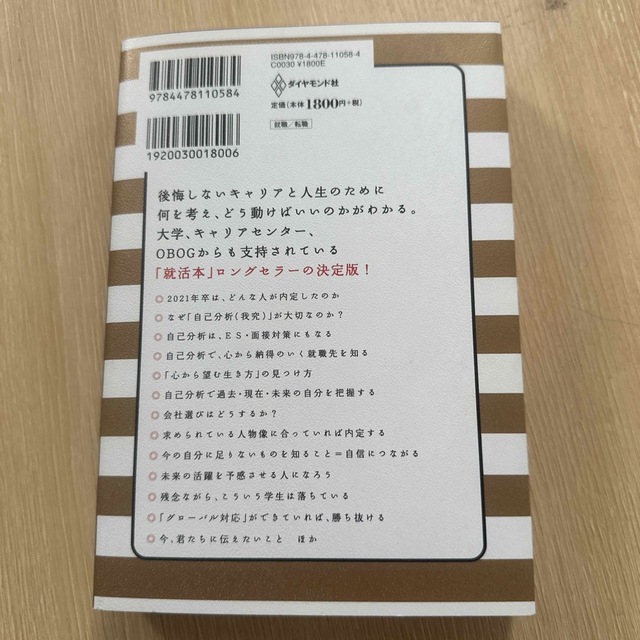 ISBN978-4-478-11058-4
C0030 ¥1800E
9784478110584
ダイヤモンド社
定価(本体1800円+税)
就職/転職
1920030018006
後悔しないキャリアと人生のために
何を考え、どう動けばいいのかがわかる。
大学、キャリアセンター、
OBOGからも支持されている
「就活本」ロングセラーの決定版!
2021年卒は、どんな人が内定したのか
なぜ「自己分析(我究)」が大切なのか?
自己分析は、ES・面接対策にもなる
自己分析で、心から納得のいく就職先を知る
「心から望む生き方」の見つけ方
自己分析で過去・現在・未来の自分を把握する
会社選びはどうするか?
求められている人物像に合っていれば内定する
今の自分に足りないものを知ること=自信につながる
未来の活躍を予感させる人になろう
残念ながら、こういう学生は落ちている
「グローバル対応」ができていれば、勝ち抜ける
今、君たちに伝えたいこと ほか